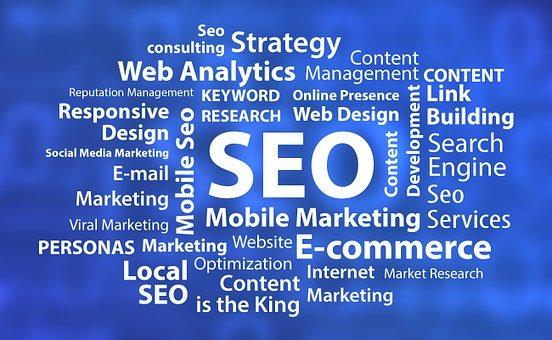 Seo
consulting
Strategy
Content
Management
Web Analytics
CONTENT
Reputation Management
KEYWORD
RESEARCH
Online Presence
Link
Building
Responsive
Design
Web Design
Development
Social Media Marketing
Mobile Seo
SEO
Content
Search
Engine
E-mail
Marketing
Seo
Services
Viral Marketing
Mobile Marketing
PERSONAS
Marketing
Website
Optimization
E-commerce
Local
SEO
Internet
Marketing
Market Research
Content
is the King